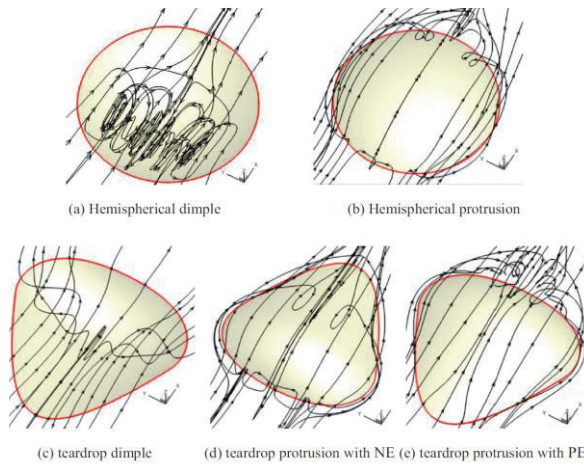 Y X
Y X
(a) Hemispherical dimple (b) Hemispherical protrusion
Y X
Y X
Y X
(c) teardrop dimple (d) teardrop protrusion with NE (e) teardrop protrusion with PE